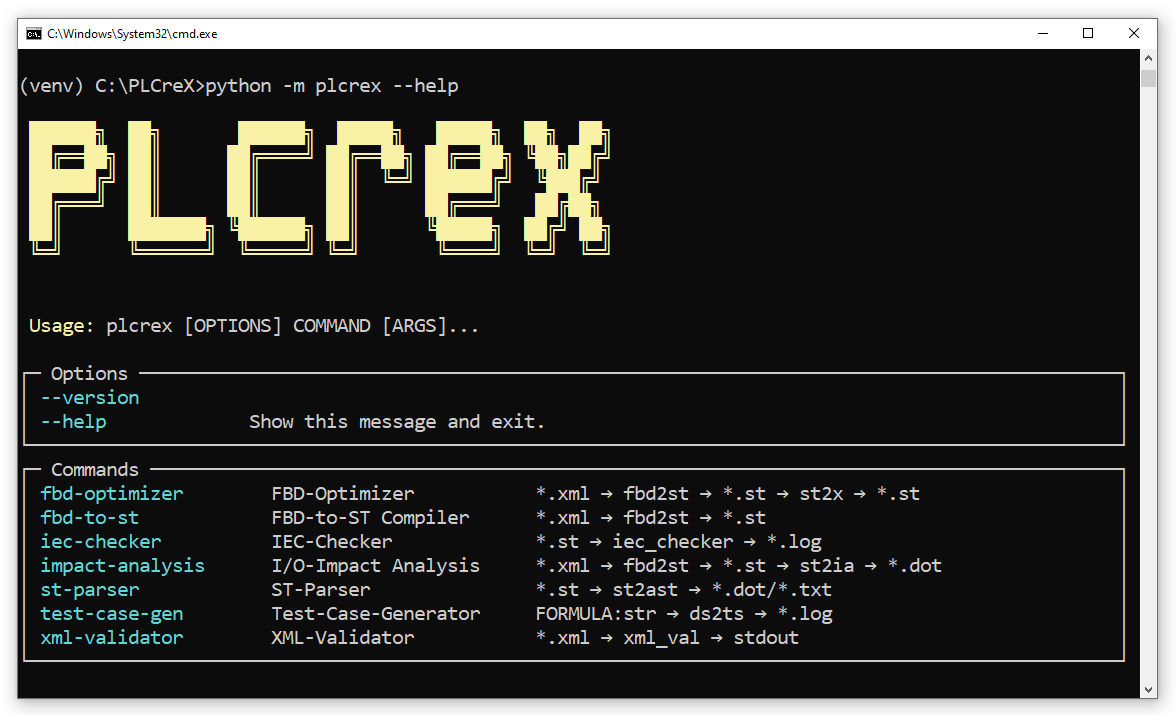 C:\Windows\System32\cmd.exe
(venv) C:\PLCreX>python -m plcrex --help
PLCrex
Usage: plcrex [OPTIONS] COMMAND [ARGS]...
Options
--version
--help Show this message and exit.
Commands
fbd-optimizer FBD-Optimizer *.xml → fbd2st → *.st → st2x → *.st
fbd-to-st FBD-to-ST Compiler *.xml → fbd2st → *.st
iec-checker IEC-Checker *.st → iec_checker → *.log
impact-analysis I/O-Impact Analysis *.xml → fbd2st → *.st → st2ia → *.dot
st-parser ST-Parser *.st → st2ast → *.dot/*.txt
test-case-gen Test-Case-Generator FORMULA:str → ds2ts → *.log
xml-validator XML-Validator *.xml → xml_val → stdout